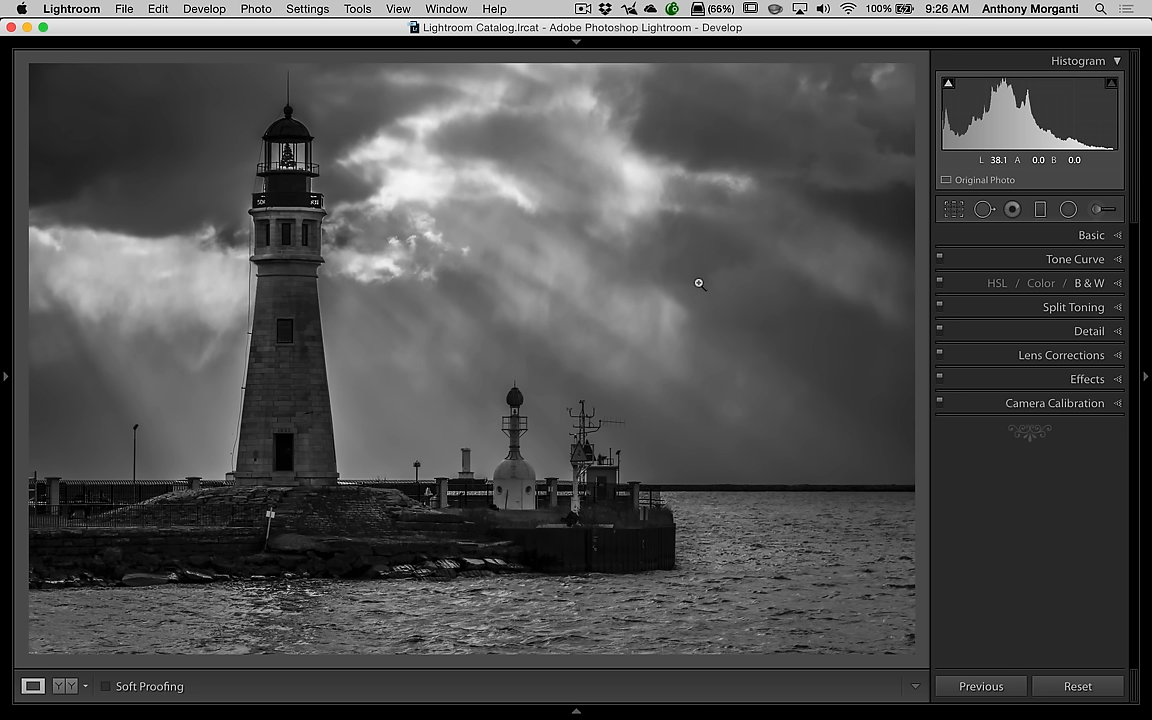 Lightroom File Edit Develop Photo Settings Tools View Window Help (66%) 100% 9:26 AM Anthony Morganti
Lightroom Catalog.lrcat - Adobe Photoshop Lightroom - Develop
Histogram
L 38.1 A 0.0 B 0.0
Original Photo
Basic
Tone Curve
HSL / Color / B & W
Split Toning
Detail
Lens Corrections
Effects
Camera Calibration
Y Y Soft Proofing Previous Reset